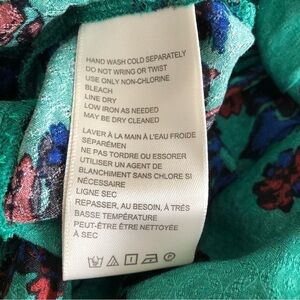 HAND WASH COLD SEPARATELY
DO NOT WRING OR TWIST
USE ONLY NON-CHLORINE
BLEACH
LINE DRY
LOW IRON AS NEEDED
MAY BE DRY CLEANED
LAVER À LA MAIN À L'EAU FROIDE
SÉPARÉMEN
NE PAS TORDRE OU ESSORER
UTILISER UN AGENT DE
BLANCHIMENT SANS CHLORE SI
NÉCESSAIRE
LIGNE SEC
REPASSER, AU BESOIN, À TRÉS
BASSE TEMPÉRATURE
PEUT-ÊTRE ÊTRE NETTOYÉE
À SEC